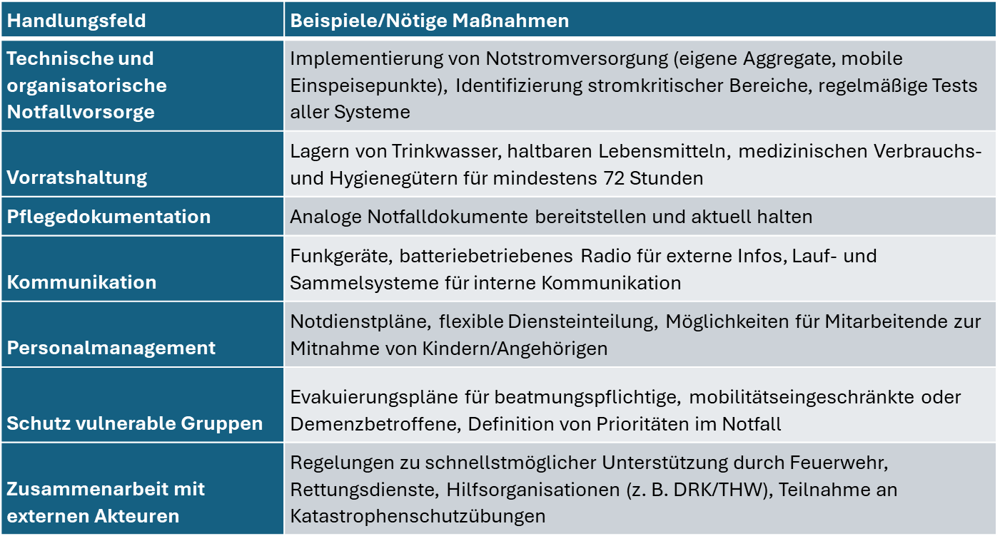 Handlungsfeld
Beispiele/Nötige Maßnahmen
Technische und
organisatorische
Notfallvorsorge
Implementierung von Notstromversorgung (eigene Aggregate, mobile
Einspeisepunkte), Identifizierung stromkritischer Bereiche, regelmäßige Tests
aller Systeme
Vorratshaltung
Lagern von Trinkwasser, haltbaren Lebensmitteln, medizinischen Verbrauchs-
und Hygienegütern für mindestens 72 Stunden
Pflegedokumentation
Analoge Notfalldokumente bereitstellen und aktuell halten
Kommunikation
Funkgeräte, batteriebetriebenes Radio für externe Infos, Lauf- und
Sammelsysteme für interne Kommunikation
Personalmanagement
Notdienstpläne, flexible Diensteinteilung, Möglichkeiten für Mitarbeitende zur
Mitnahme von Kindern/Angehörigen
Schutz vulnerable Gruppen
Evakuierungspläne für beatmungspflichtige, mobilitätseingeschränkte oder
Demenzbetroffene, Definition von Prioritäten im Notfall
Zusammenarbeit mit
externen Akteuren
Regelungen zu schnellstmöglicher Unterstützung durch Feuerwehr,
Rettungsdienste, Hilfsorganisationen (z. B. DRK/THW), Teilnahme an
Katastrophenschutzübungen